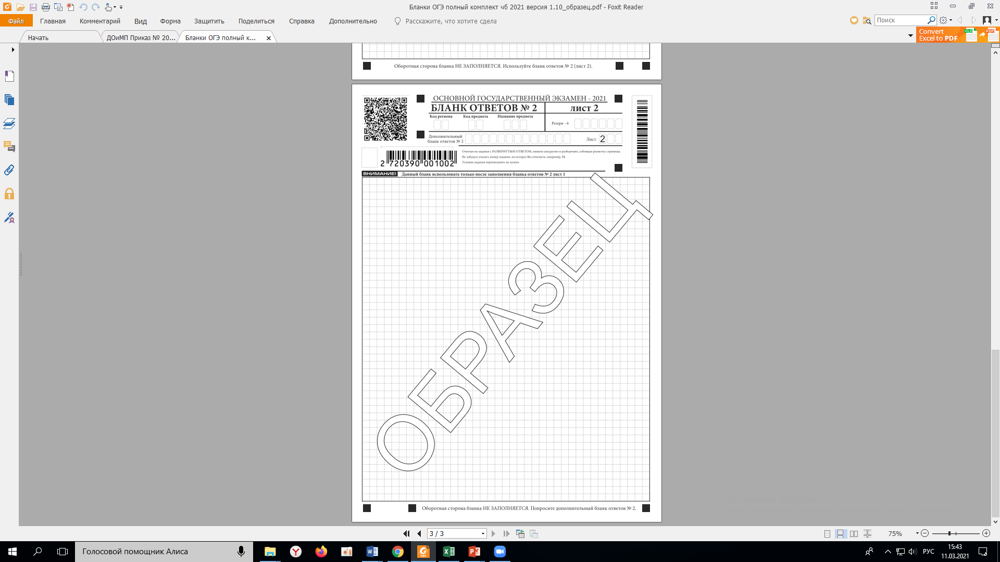 Бланки ОГЭ полный комплект чб 2021 версия 1.10_образец.pdf - Foxit Reader
Файл Главная Комментарий Вид Форма Защитить Поделиться Справка Дополнительно Расскажите, что хотите сдела Поиск
Начать ДОиМП Приказ № 20... Бланки ОГЭ полный к... Convert Excel to PDF XLS PDF
Оборотная сторона бланка НЕ ЗАПОЛНЯЕТСЯ. Используйте бланк ответов № 2 (лист 2).
ОСНОВНОЙ ГОСУДАРСТВЕННЫЙ ЭКЗАМЕН - 2021
БЛАНК ОТВЕТОВ № 2 лист 2
Код региона Код предмета Название предмета
Резерв - 6
Дополнительный
бланк ответов № 2
Лист 2
Отвечая на задания с РАЗВЕРНУТЫМ ОТВЕТОМ, пишите аккуратно и разборчиво, соблюдая разметку страницы.
Не забудьте указать номер задания, на которое Вы отвечаете, например, 31.
Условия задания переписывать не нужно.
2 720390 001002
ВНИМАНИЕ! Данный бланк использовать только после заполнения бланка ответов № 2 лист 1
ОБРАЗЕЦ
Оборотная сторона бланка НЕ ЗАПОЛНЯЕТСЯ. Попросите дополнительный бланк ответов № 2.
3 / 3 75%
Голосовой помощник Алиса РУС 15:43
11.03.2021